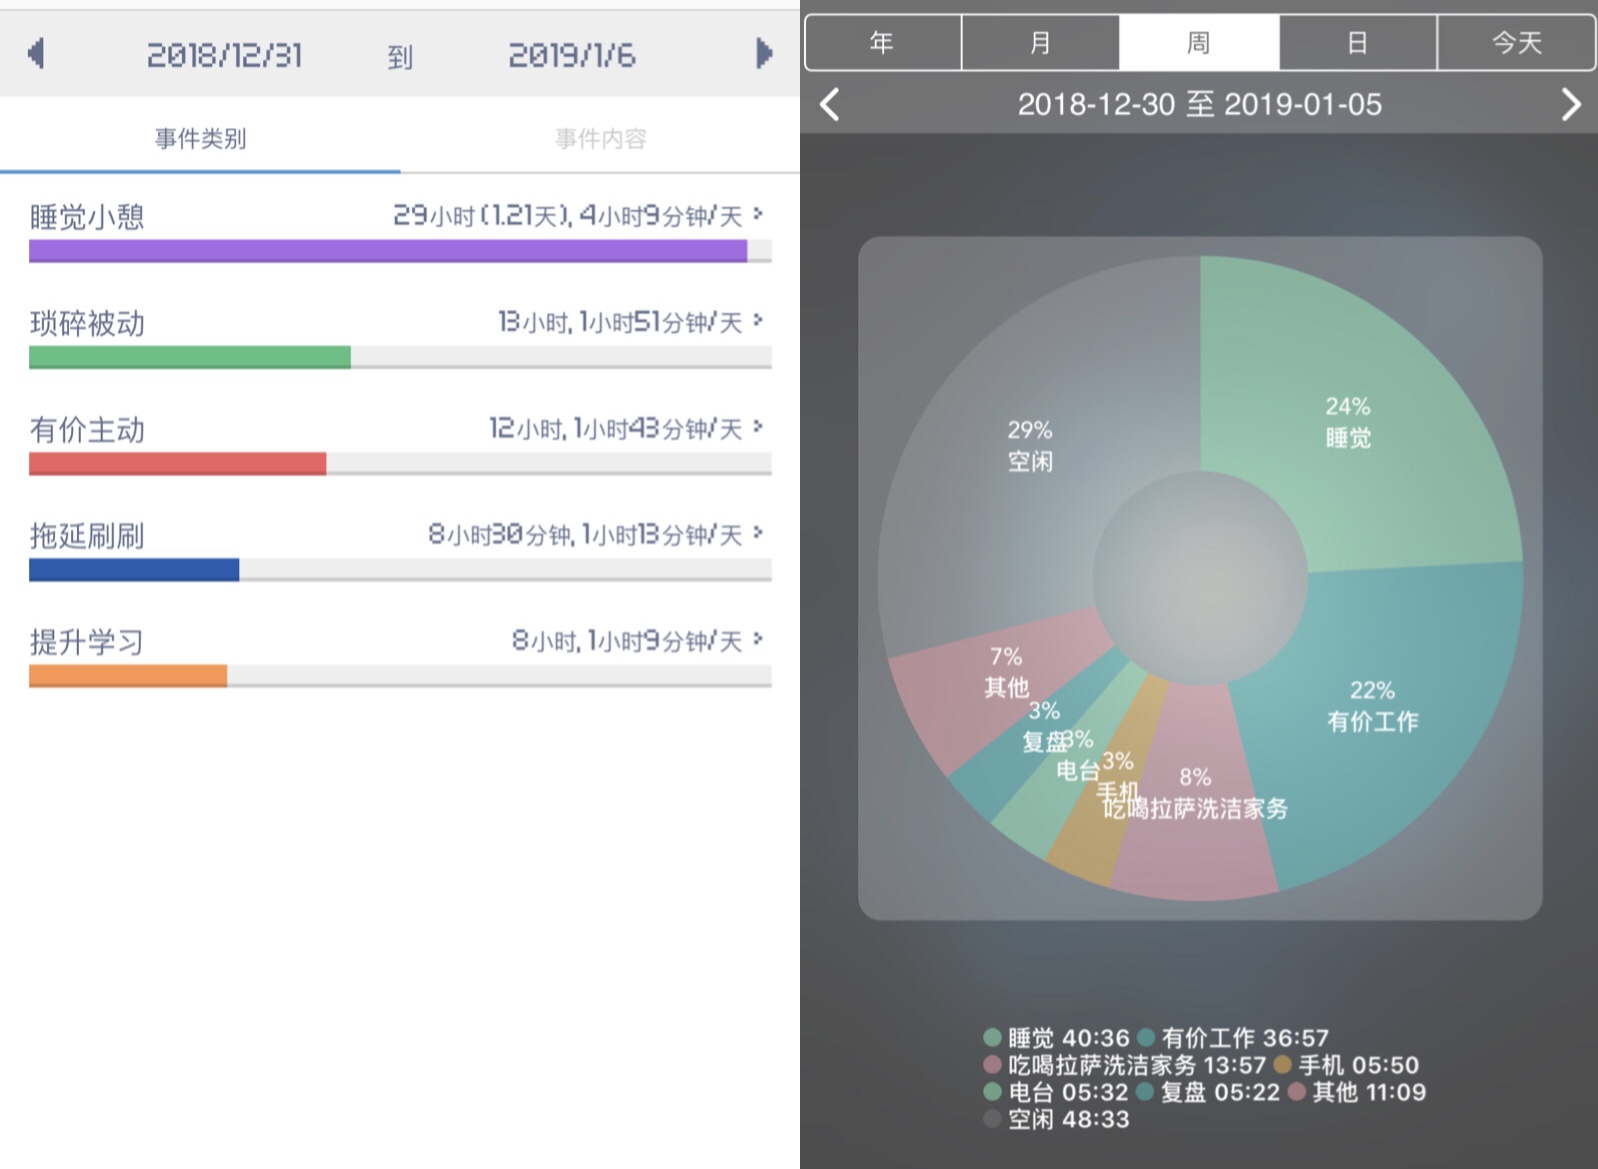 2018/12/31 到 2019/1/6
事件类别 事件内容
睡觉小憩 29小时(1.21天), 4小时9分钟/天
琐碎被动 13小时, 1小时51分钟/天
有价主动 12小时, 1小时43分钟/天
拖延刷刷 8小时30分钟, 1小时13分钟/天
提升学习 8小时, 1小时9分钟/天
年 月 周 日 今天
2018-12-30 至 2019-01-05
24%
睡觉
29%
空闲
22%
有价工作
7%
其他
3%
复盘
3%
电台
3%
手机
8%
吃喝拉萨洗洁家务
睡觉 40:36 有价工作 36:57
吃喝拉萨洗洁家务 13:57 手机 05:50
电台 05:32 复盘 05:22 其他 11:09
空闲 48:33